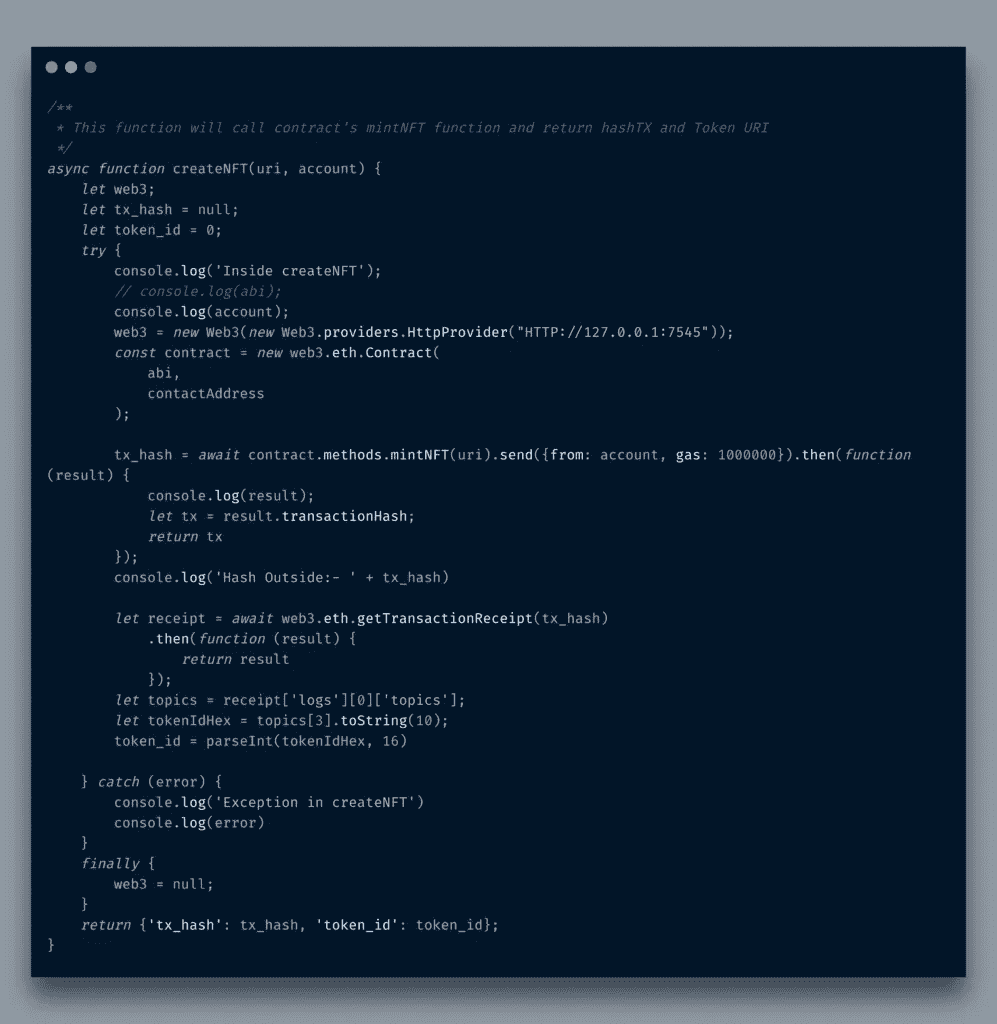 /**
 * This function will call contract's mintNFT function and return hashTX and Token URI
 */
async function createNFT(uri, account) {
    let web3;
    let tx_hash = null;
    let token_id = 0;
    try {
        console.log('Inside createNFT');
        // console.log(abi);
        console.log(account);
        web3 = new Web3(new Web3.providers.HttpProvider("HTTP://127.0.0.1:7545"));
        const contract = new web3.eth.Contract(
            abi,
            contactAddress
        );

        tx_hash = await contract.methods.mintNFT(uri).send({from: account, gas: 1000000}).then(function
(result) {
            console.log(result);
            let tx = result.transactionHash;
            return tx
        });
        console.log('Hash Outside:- ' + tx_hash)

        let receipt = await web3.eth.getTransactionReceipt(tx_hash)
            .then(function (result) {
                return result
            });
        let topics = receipt['logs'][0]['topics'];
        let tokenIdHex = topics[3].toString(10);
        token_id = parseInt(tokenIdHex, 16)

    } catch (error) {
        console.log('Exception in createNFT')
        console.log(error)
    }
    finally {
        web3 = null;
    }
    return {'tx_hash': tx_hash, 'token_id': token_id};
}